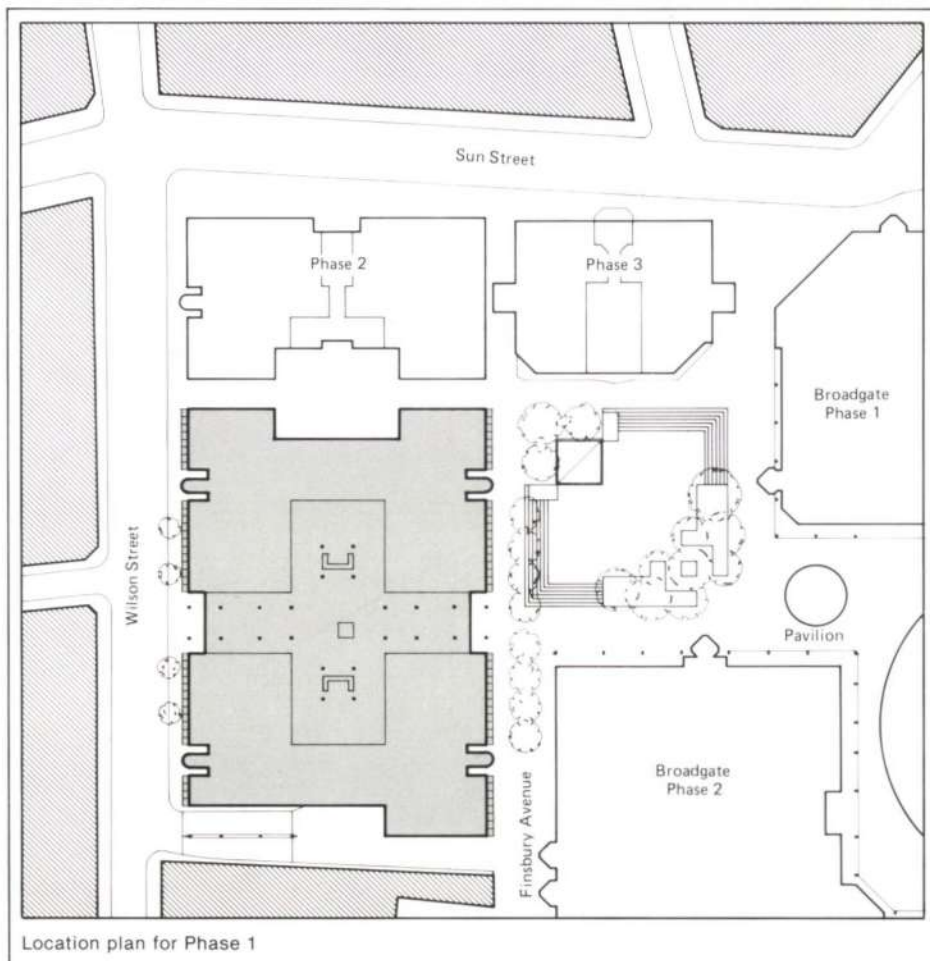 Sun Street
Phase 2
Phase 3
Broadgate
Phase 1
Wilson Street
Pavilion
Broadgate
Phase 2
Finsbury Avenue
Location plan for Phase 1